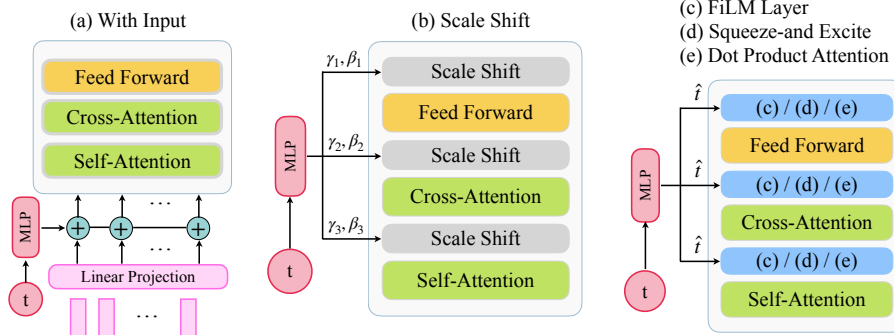 (a) With Input
Feed Forward
Cross-Attention
Self-Attention
...
MLP
+ + +
...
Linear Projection
t
...
(b) Scale Shift
γ₁, β₁
Scale Shift
Feed Forward
MLP
γ₂, β₂
Scale Shift
Cross-Attention
γ₃, β₃
Scale Shift
t
Self-Attention
(c) FiLM Layer
(d) Squeeze-and Excite
(e) Dot Product Attention
t̂
(c) / (d) / (e)
Feed Forward
MLP
t̂
(c) / (d) / (e)
Cross-Attention
t̂
(c) / (d) / (e)
t
Self-Attention